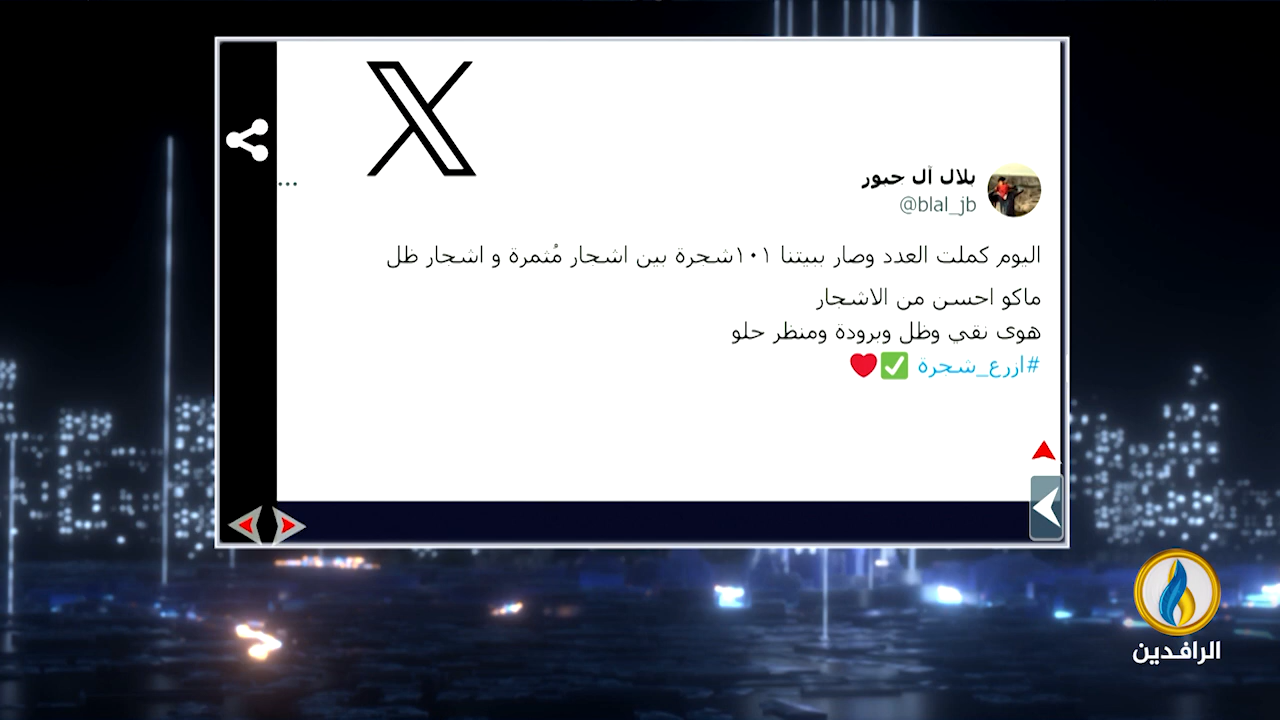 بلال آل جبور
@blal_jb
اليوم كملت العدد وصار ببيتنا ١٠١شجرة بين اشجار مُثمرة و اشجار ظل
ماكو احسن من الاشجار
هوى نقي وظل وبرودة ومنظر حلو
#ازرع_شجرة ✅❤️
الرافدين